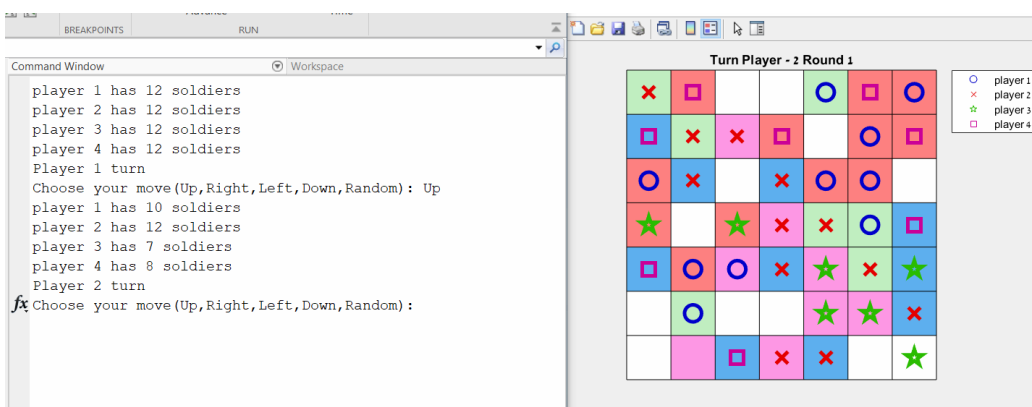 BREAKPOINTS
RUN
Command Window
Workspace
player 1 has 12 soldiers
player 2 has 12 soldiers
player 3 has 12 soldiers
player 4 has 12 soldiers
Player 1 turn
Choose your move(Up,Right,Left,Down,Random): Up
player 1 has 10 soldiers
player 2 has 12 soldiers
player 3 has 7 soldiers
player 4 has 8 soldiers
Player 2 turn
fx Choose your move(Up,Right,Left,Down,Random):
Turn Player - 2 Round 1
player 1
player 2
player 3
player 4